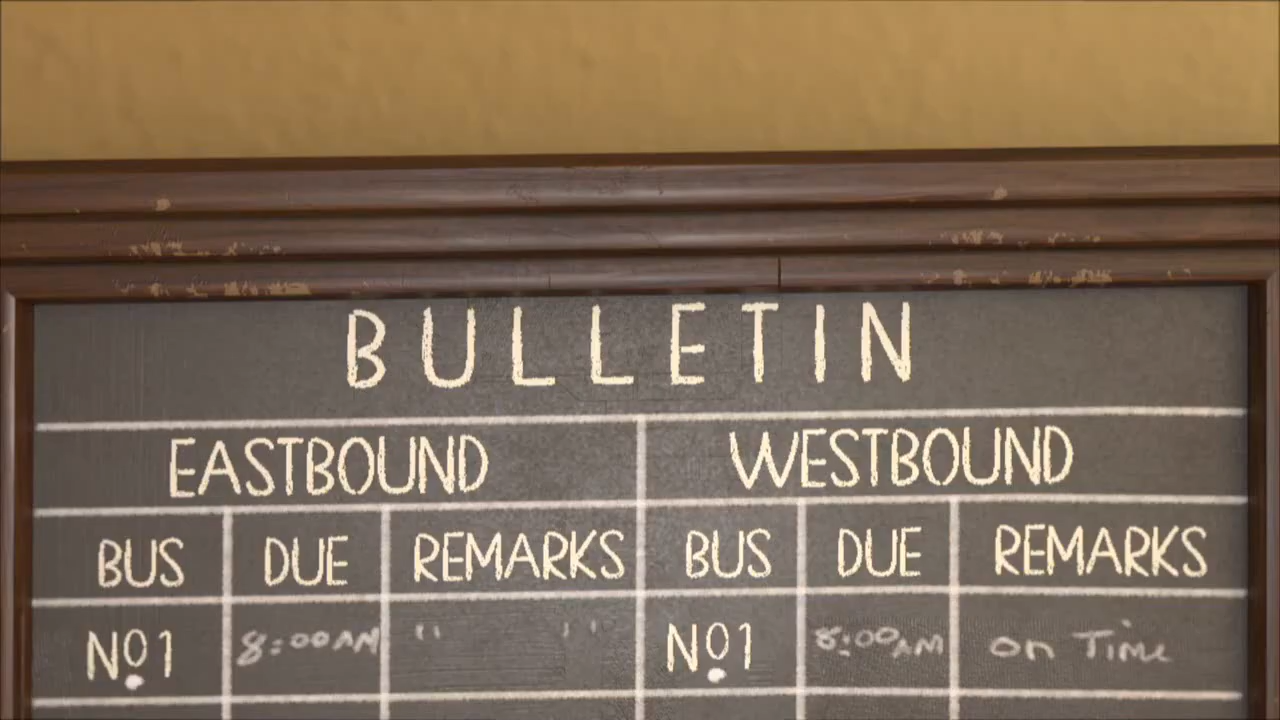 BULLETIN
EASTBOUND WESTBOUND
BUS DUE REMARKS BUS DUE REMARKS
No1 8:00AM " " No1 8:00AM on Time